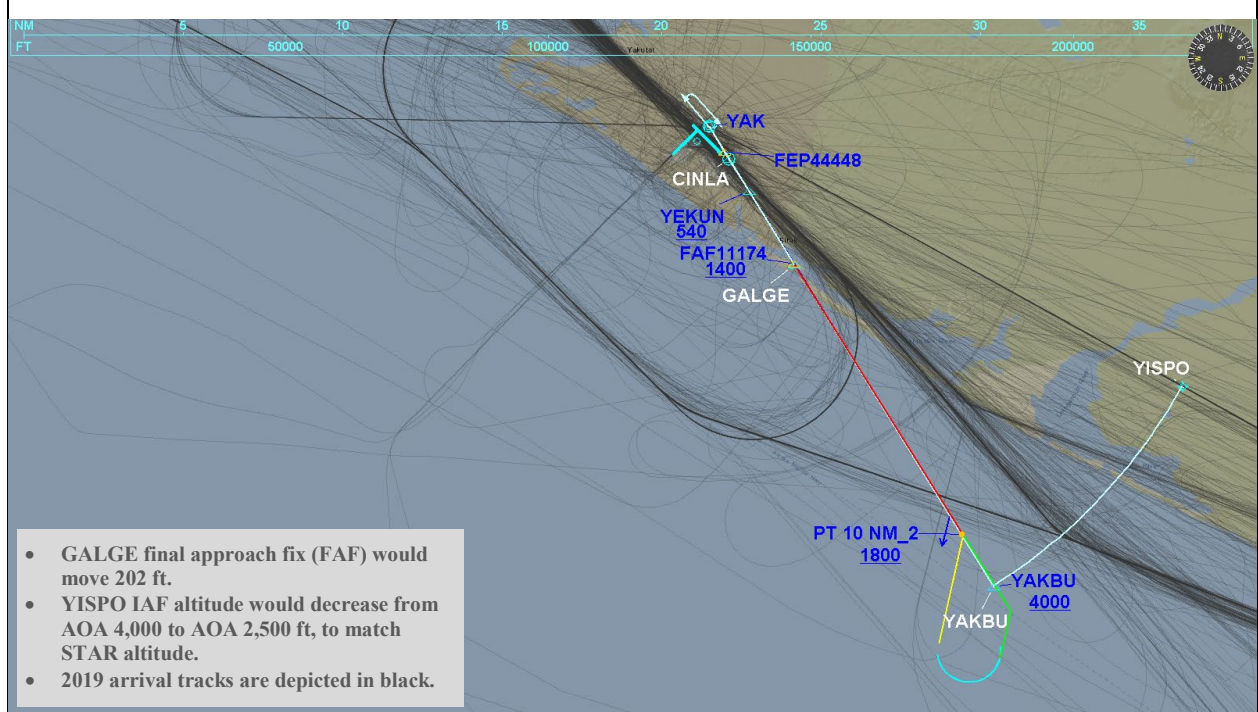 NM 5 10 15 20 25 30 35
FT 50000 100000 150000 200000
Yakutat
YAK
FEP44448
CINLA
YEKUN
540
FAF11174
1400
GALGE
YISPO
PT 10 NM_2
1800
YAKBU
4000
YAKBU
• GALGE final approach fix (FAF) would
move 202 ft.
• YISPO IAF altitude would decrease from
AOA 4,000 to AOA 2,500 ft, to match
STAR altitude.
• 2019 arrival tracks are depicted in black.